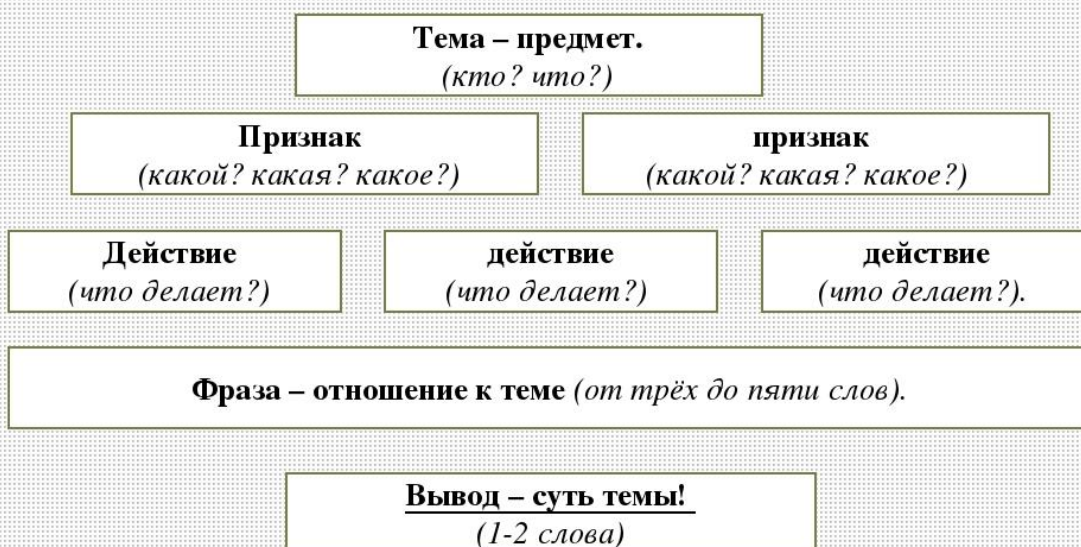 Тема – предмет.
(кто? что?)
Признак
(какой? какая? какое?)
признак
(какой? какая? какое?)
Действие
(что делает?)
действие
(что делает?)
действие
(что делает?).
Фраза – отношение к теме (от трёх до пяти слов).
Вывод – суть темы!
(1-2 слова)